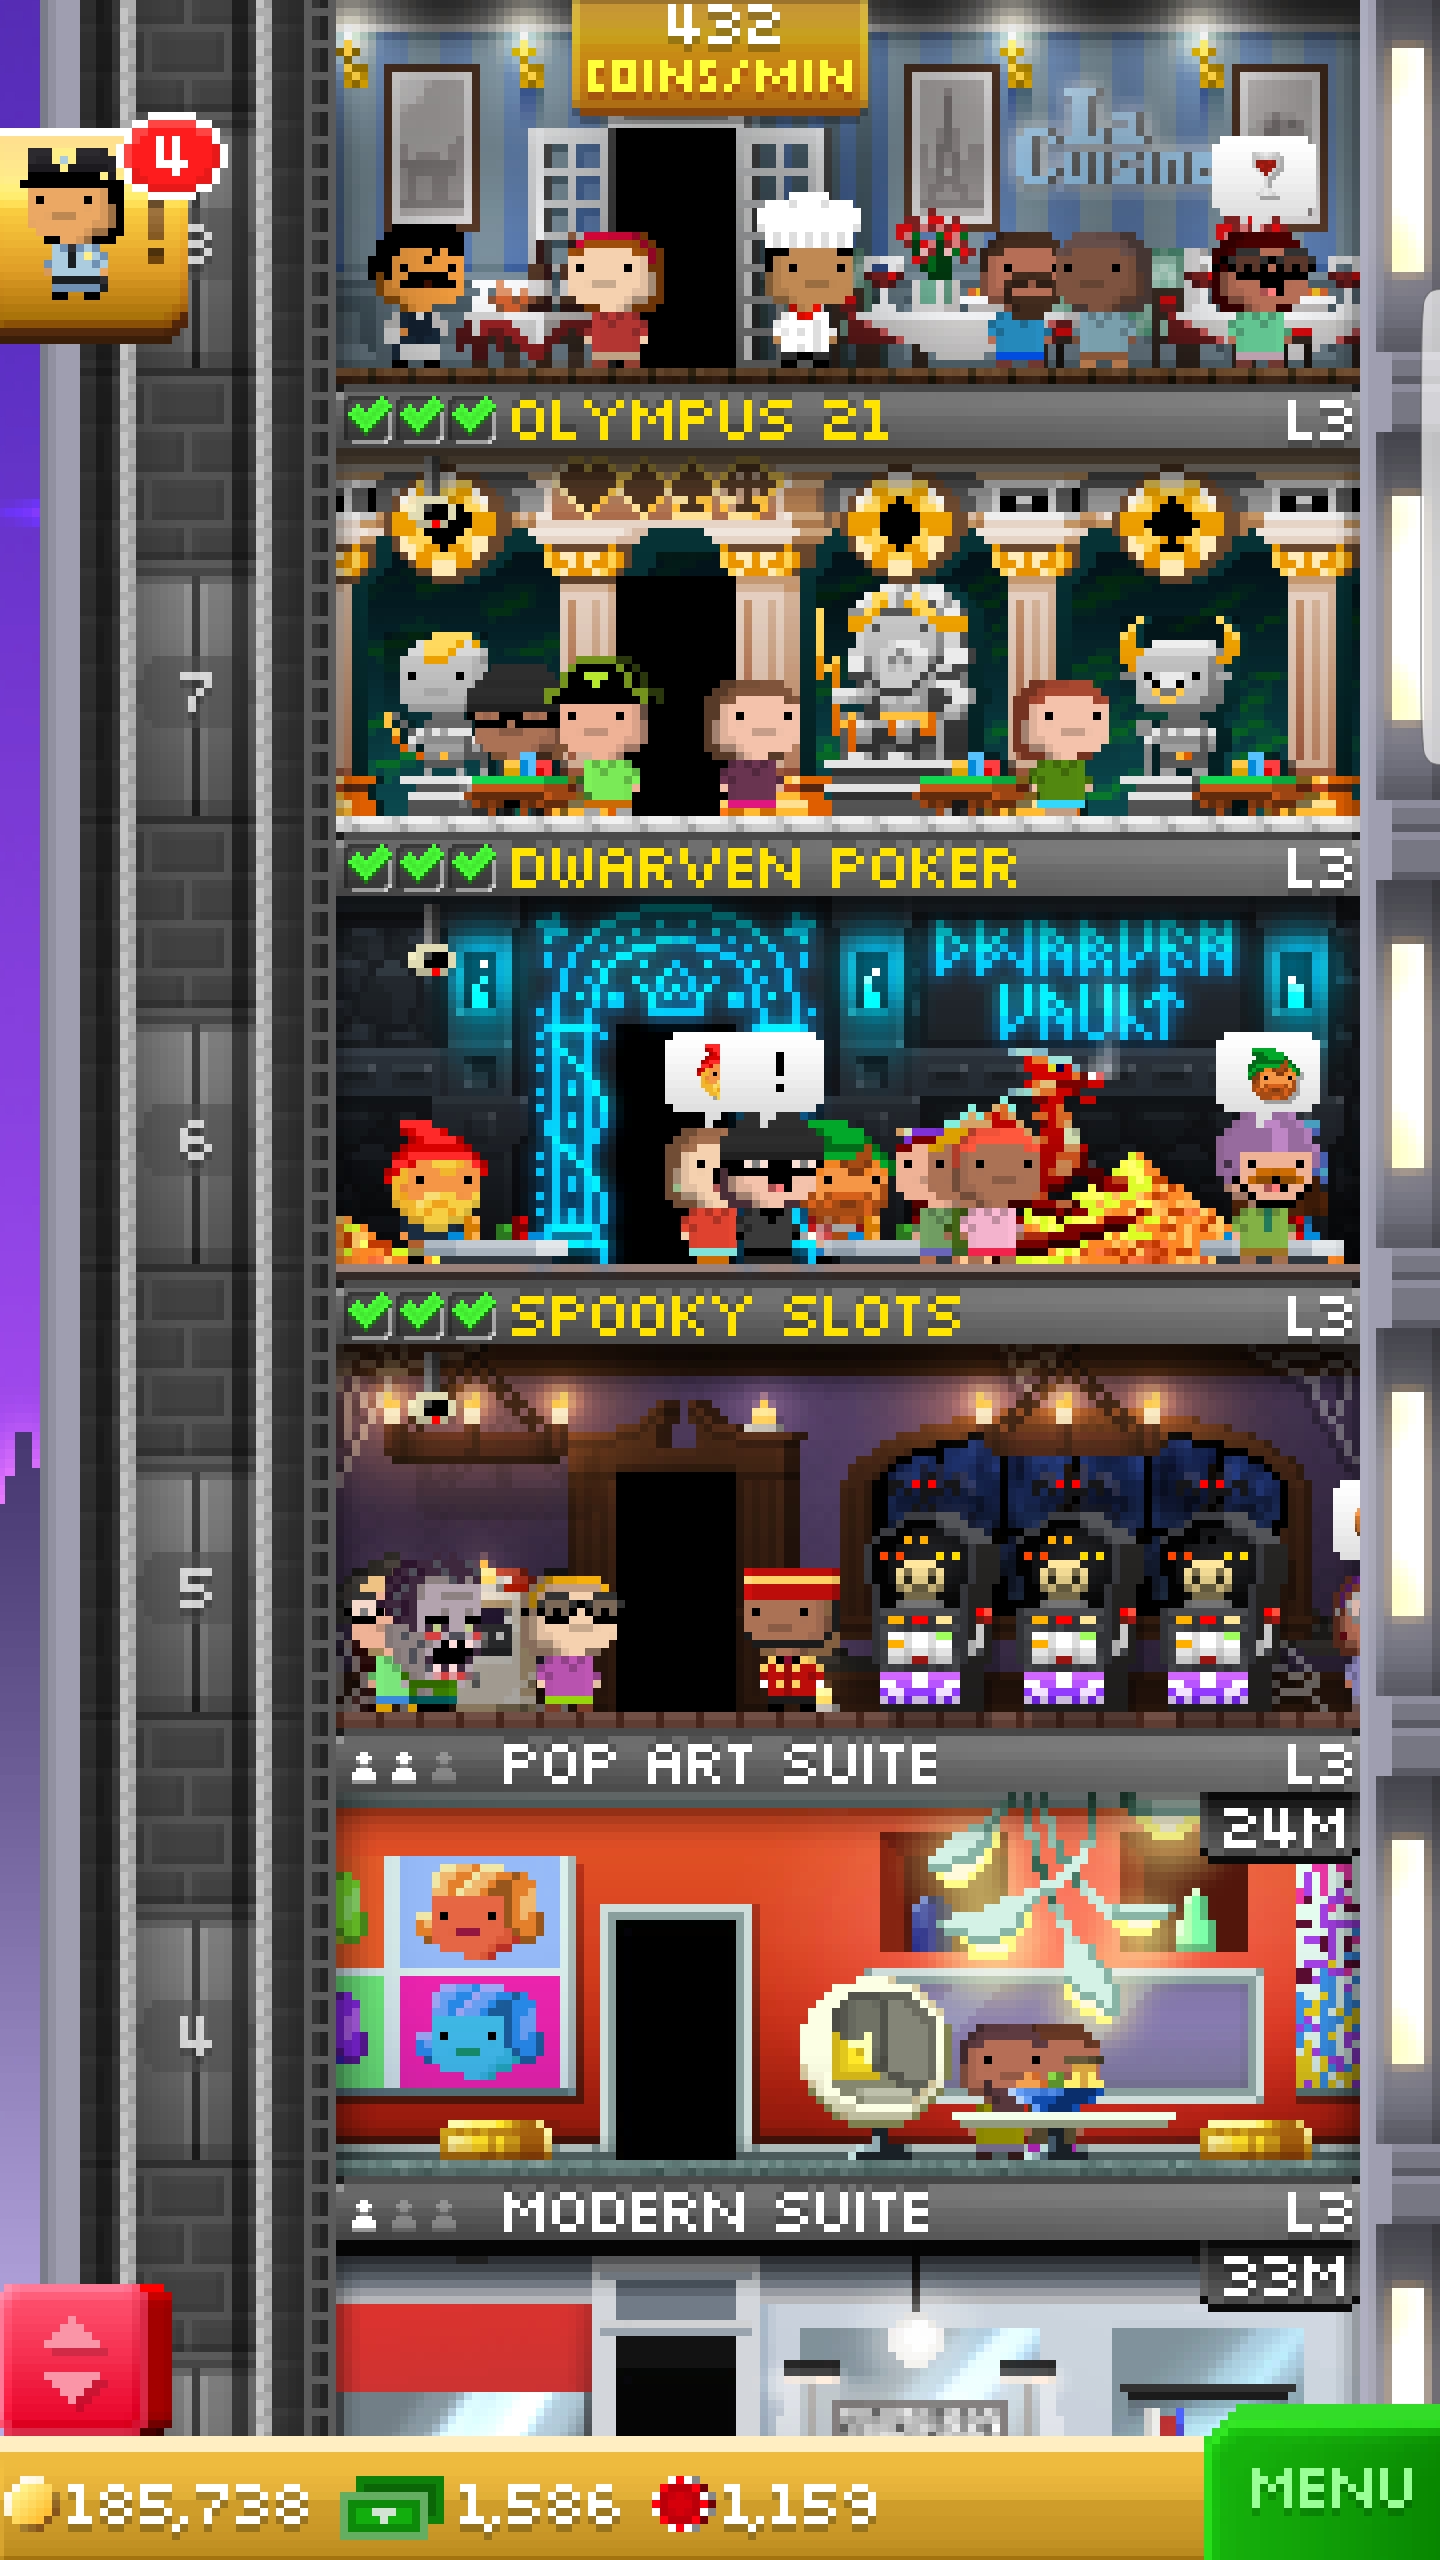 432
COINS/MIN
4
!
8
La
Cuisine
OLYMPUS 21 L3
7
DWARVEN POKER L3
DWARVEN
VAULT
!
6
SPOOKY SLOTS L3
5
POP ART SUITE L3
24M
4
MODERN SUITE L3
33M
185,738 1,586 1,159
MENU